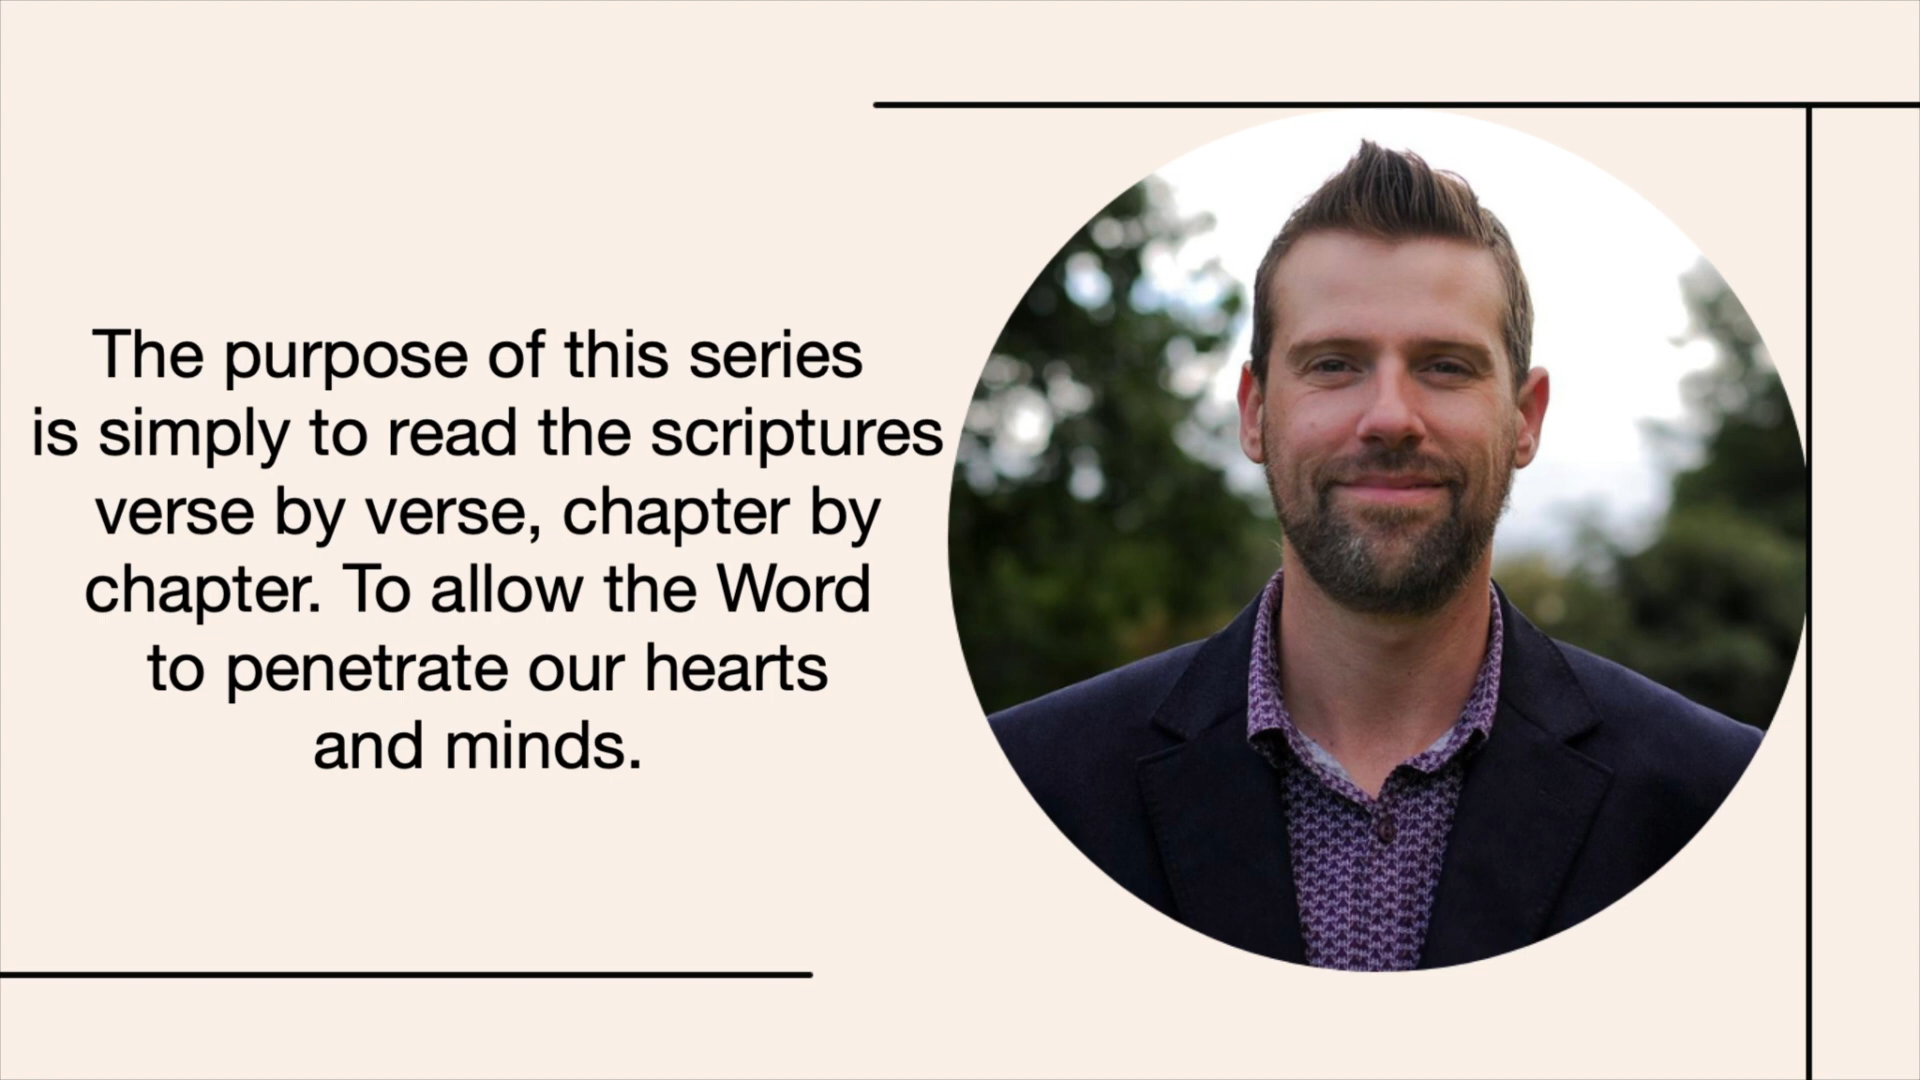 The purpose of this series
is simply to read the scriptures
verse by verse, chapter by
chapter. To allow the Word
to penetrate our hearts
and minds.